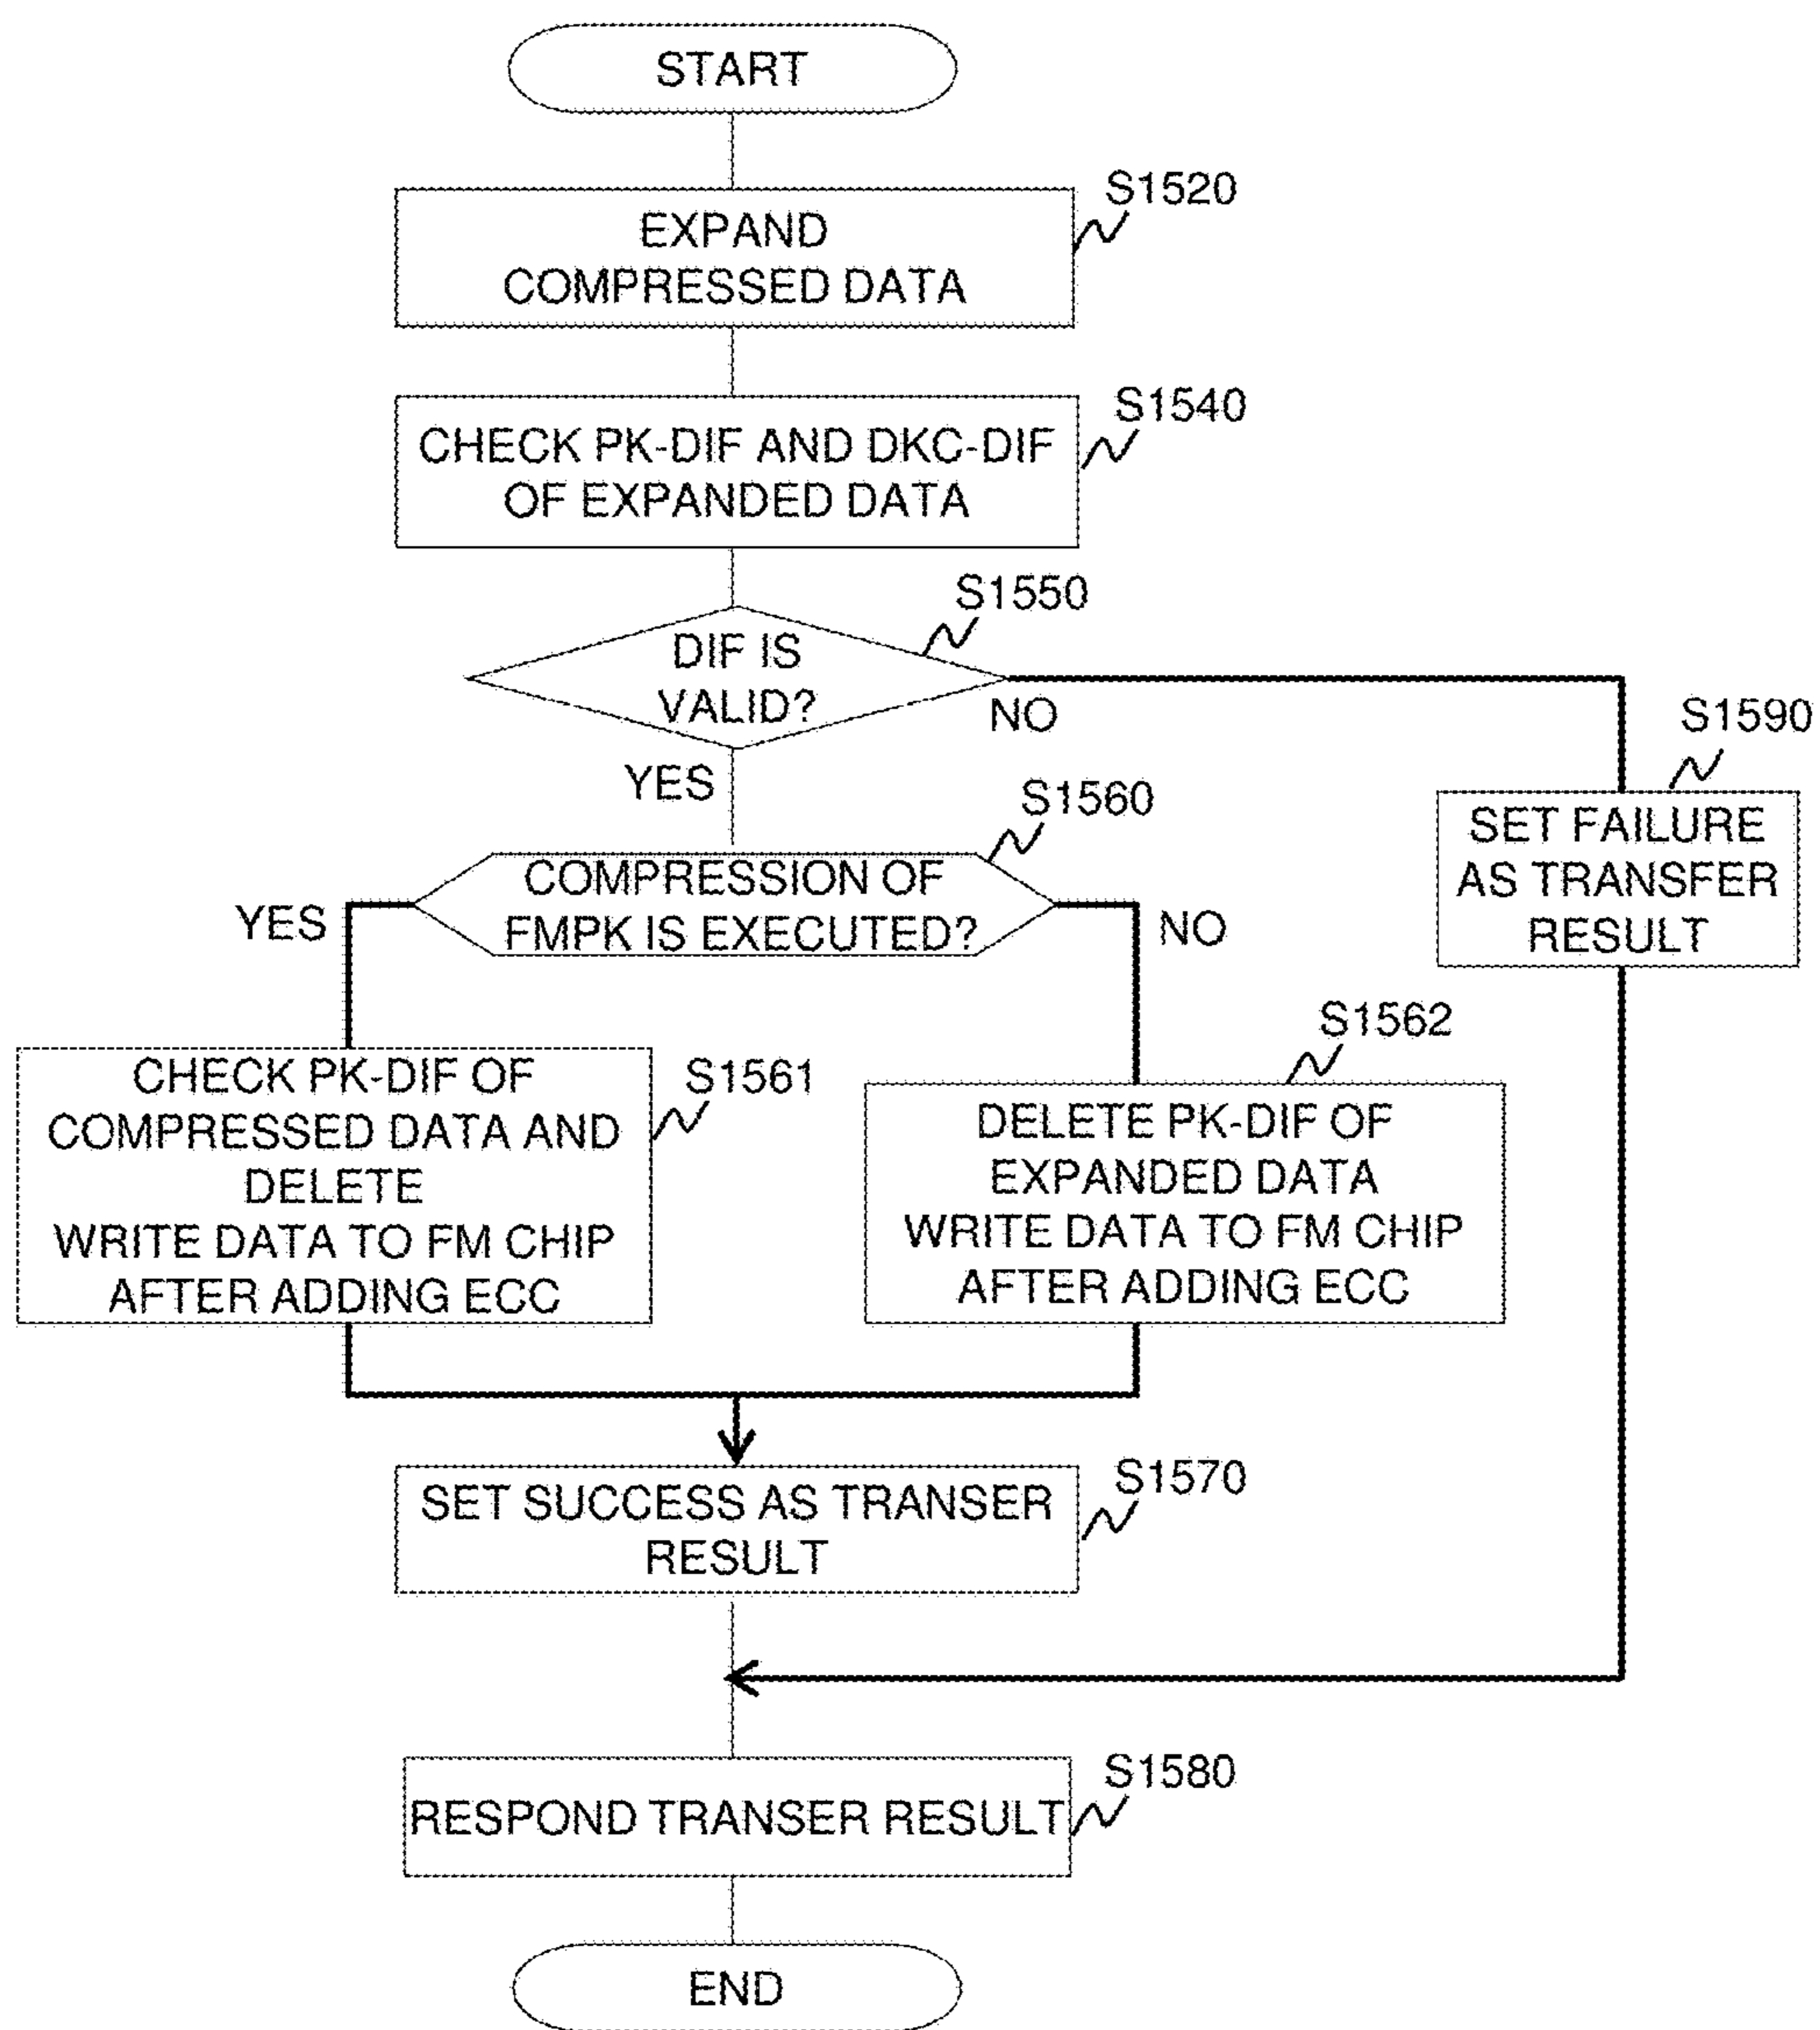 START
S1520
EXPAND
COMPRESSED DATA
S1540
CHECK PK-DIF AND DKC-DIF
OF EXPANDED DATA
S1550
DIF IS
VALID?
NO
YES
S1590
SET FAILURE
AS TRANSFER
RESULT
S1560
COMPRESSION OF
FMPK IS EXECUTED?
YES
NO
S1561
CHECK PK-DIF OF
COMPRESSED DATA AND
DELETE
WRITE DATA TO FM CHIP
AFTER ADDING ECC
S1562
DELETE PK-DIF OF
EXPANDED DATA
WRITE DATA TO FM CHIP
AFTER ADDING ECC
S1570
SET SUCCESS AS TRANSER
RESULT
S1580
RESPOND TRANSER RESULT
END